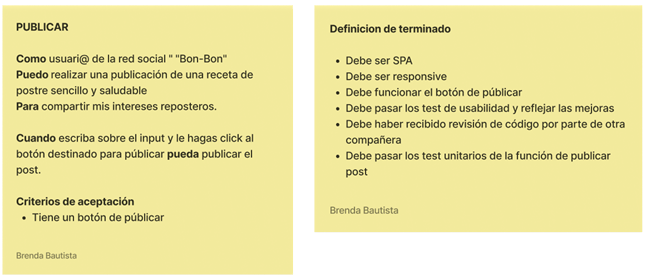 PUBLICAR
Como usuari@ de la red social " "Bon-Bon"
Puedo realizar una publicación de una receta de
postre sencillo y saludable
Para compartir mis intereses reposteros.
Cuando escriba sobre el input y le hagas click al
botón destinado para públicar pueda publicar el
post.
Criterios de aceptación
• Tiene un botón de públicar
Brenda Bautista
Definicion de terminado
• Debe ser SPA
• Debe ser responsive
• Debe funcionar el botón de públicar
• Debe pasar los test de usabilidad y reflejar las mejoras
• Debe haber recibido revisión de código por parte de otra
compañera
• Debe pasar los test unitarios de la función de publicar
post
Brenda Bautista